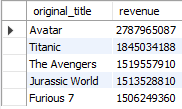 original_title revenue
Avatar 2787965087
Titanic 1845034188
The Avengers 1519557910
Jurassic World 1513528810
Furious 7 1506249360